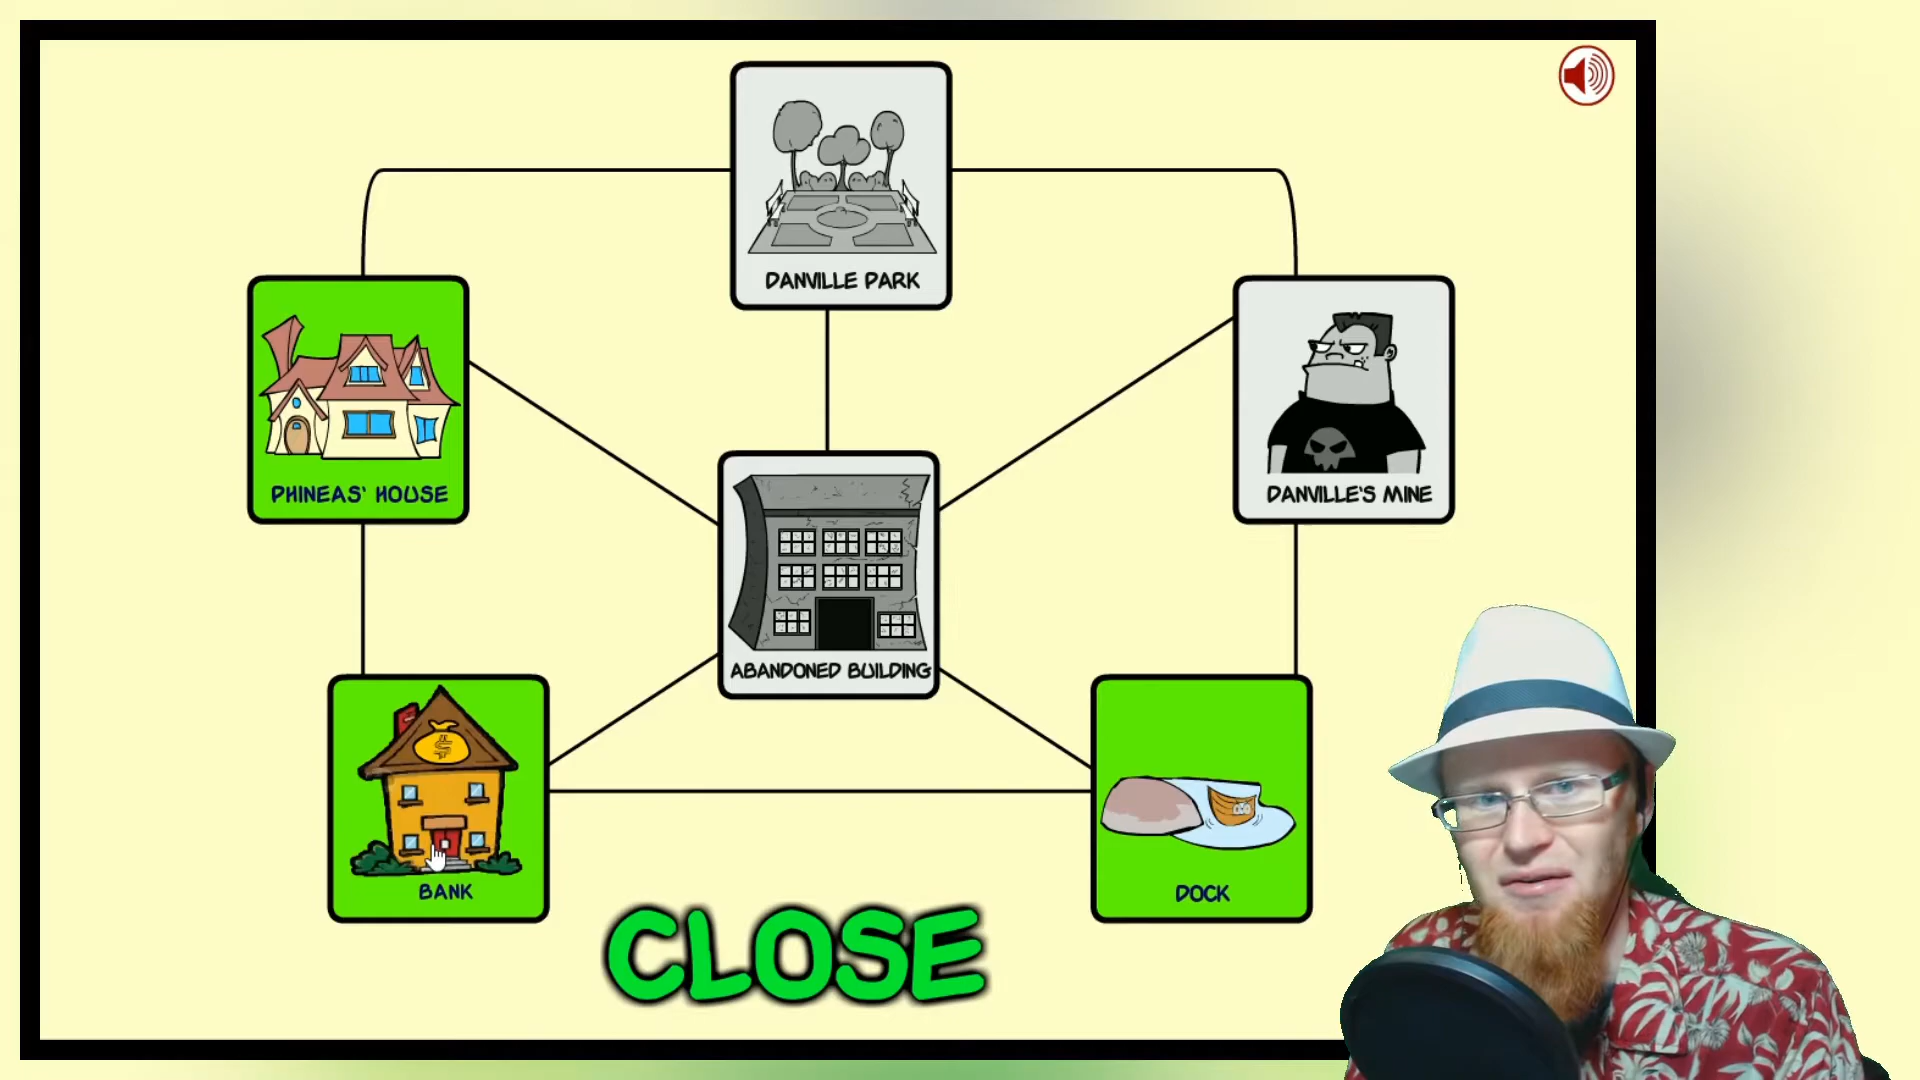 DANVILLE PARK
PHINEAS' HOUSE
DANVILLE'S MINE
ABANDONED BUILDING
$
BANK
DOCK
CLOSE